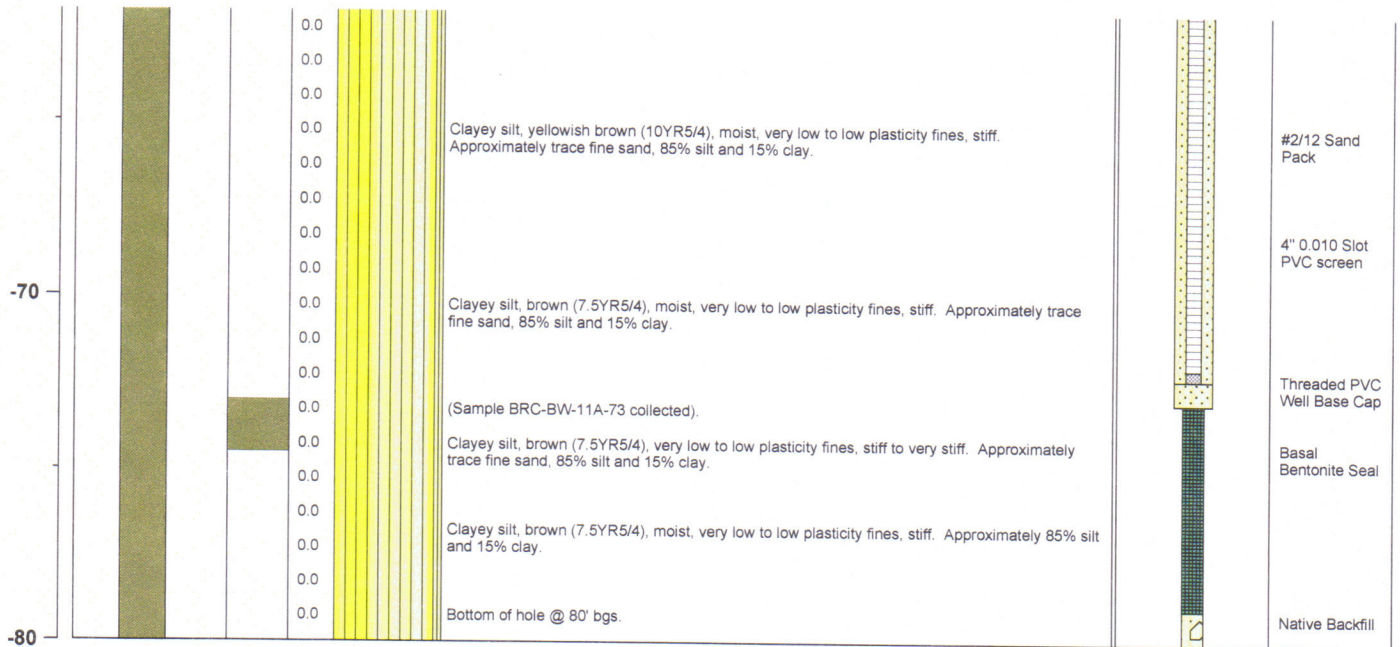 0.0
0.0
0.0
0.0
Clayey silt, yellowish brown (10YR5/4), moist, very low to low plasticity fines, stiff.
Approximately trace fine sand, 85% silt and 15% clay.
#2/12 Sand
Pack
0.0
0.0
0.0
4" 0.010 Slot
PVC screen
0.0
-70
0.0
Clayey silt, brown (7.5YR5/4), moist, very low to low plasticity fines, stiff. Approximately trace
fine sand, 85% silt and 15% clay.
0.0
0.0
Threaded PVC
Well Base Cap
0.0
(Sample BRC-BW-11A-73 collected).
0.0
Clayey silt, brown (7.5YR5/4), very low to low plasticity fines, stiff to very stiff. Approximately
trace fine sand, 85% silt and 15% clay.
Basal
Bentonite Seal
0.0
0.0
Clayey silt, brown (7.5YR5/4), moist, very low to low plasticity fines, stiff. Approximately 85% silt
and 15% clay.
0.0
0.0
0.0
Bottom of hole @ 80' bgs.
Native Backfill
-80